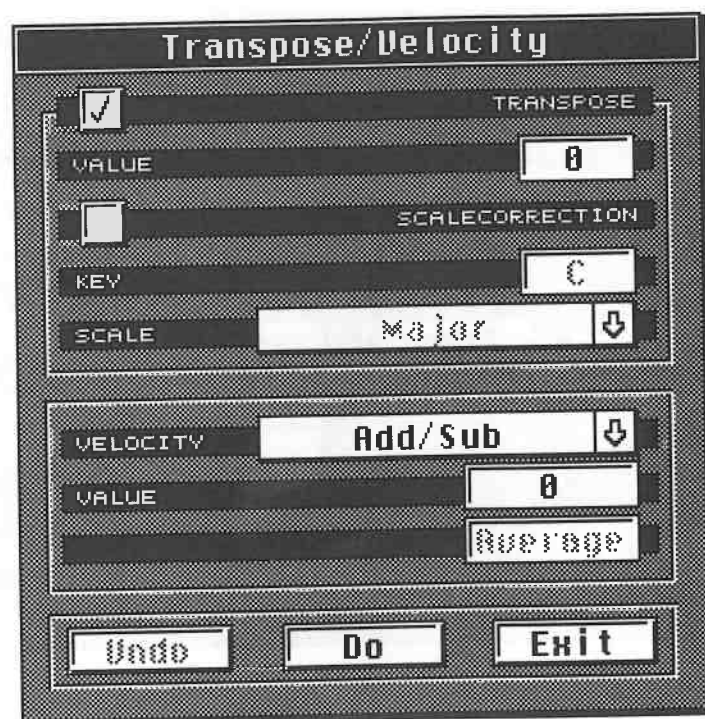 Transpose/Velocity
TRANSPOSE
VALUE 0
SCALECORRECTION
KEY C
SCALE Major
VELOCITY Add/Sub
VALUE 0
Average
Undo Do Exit